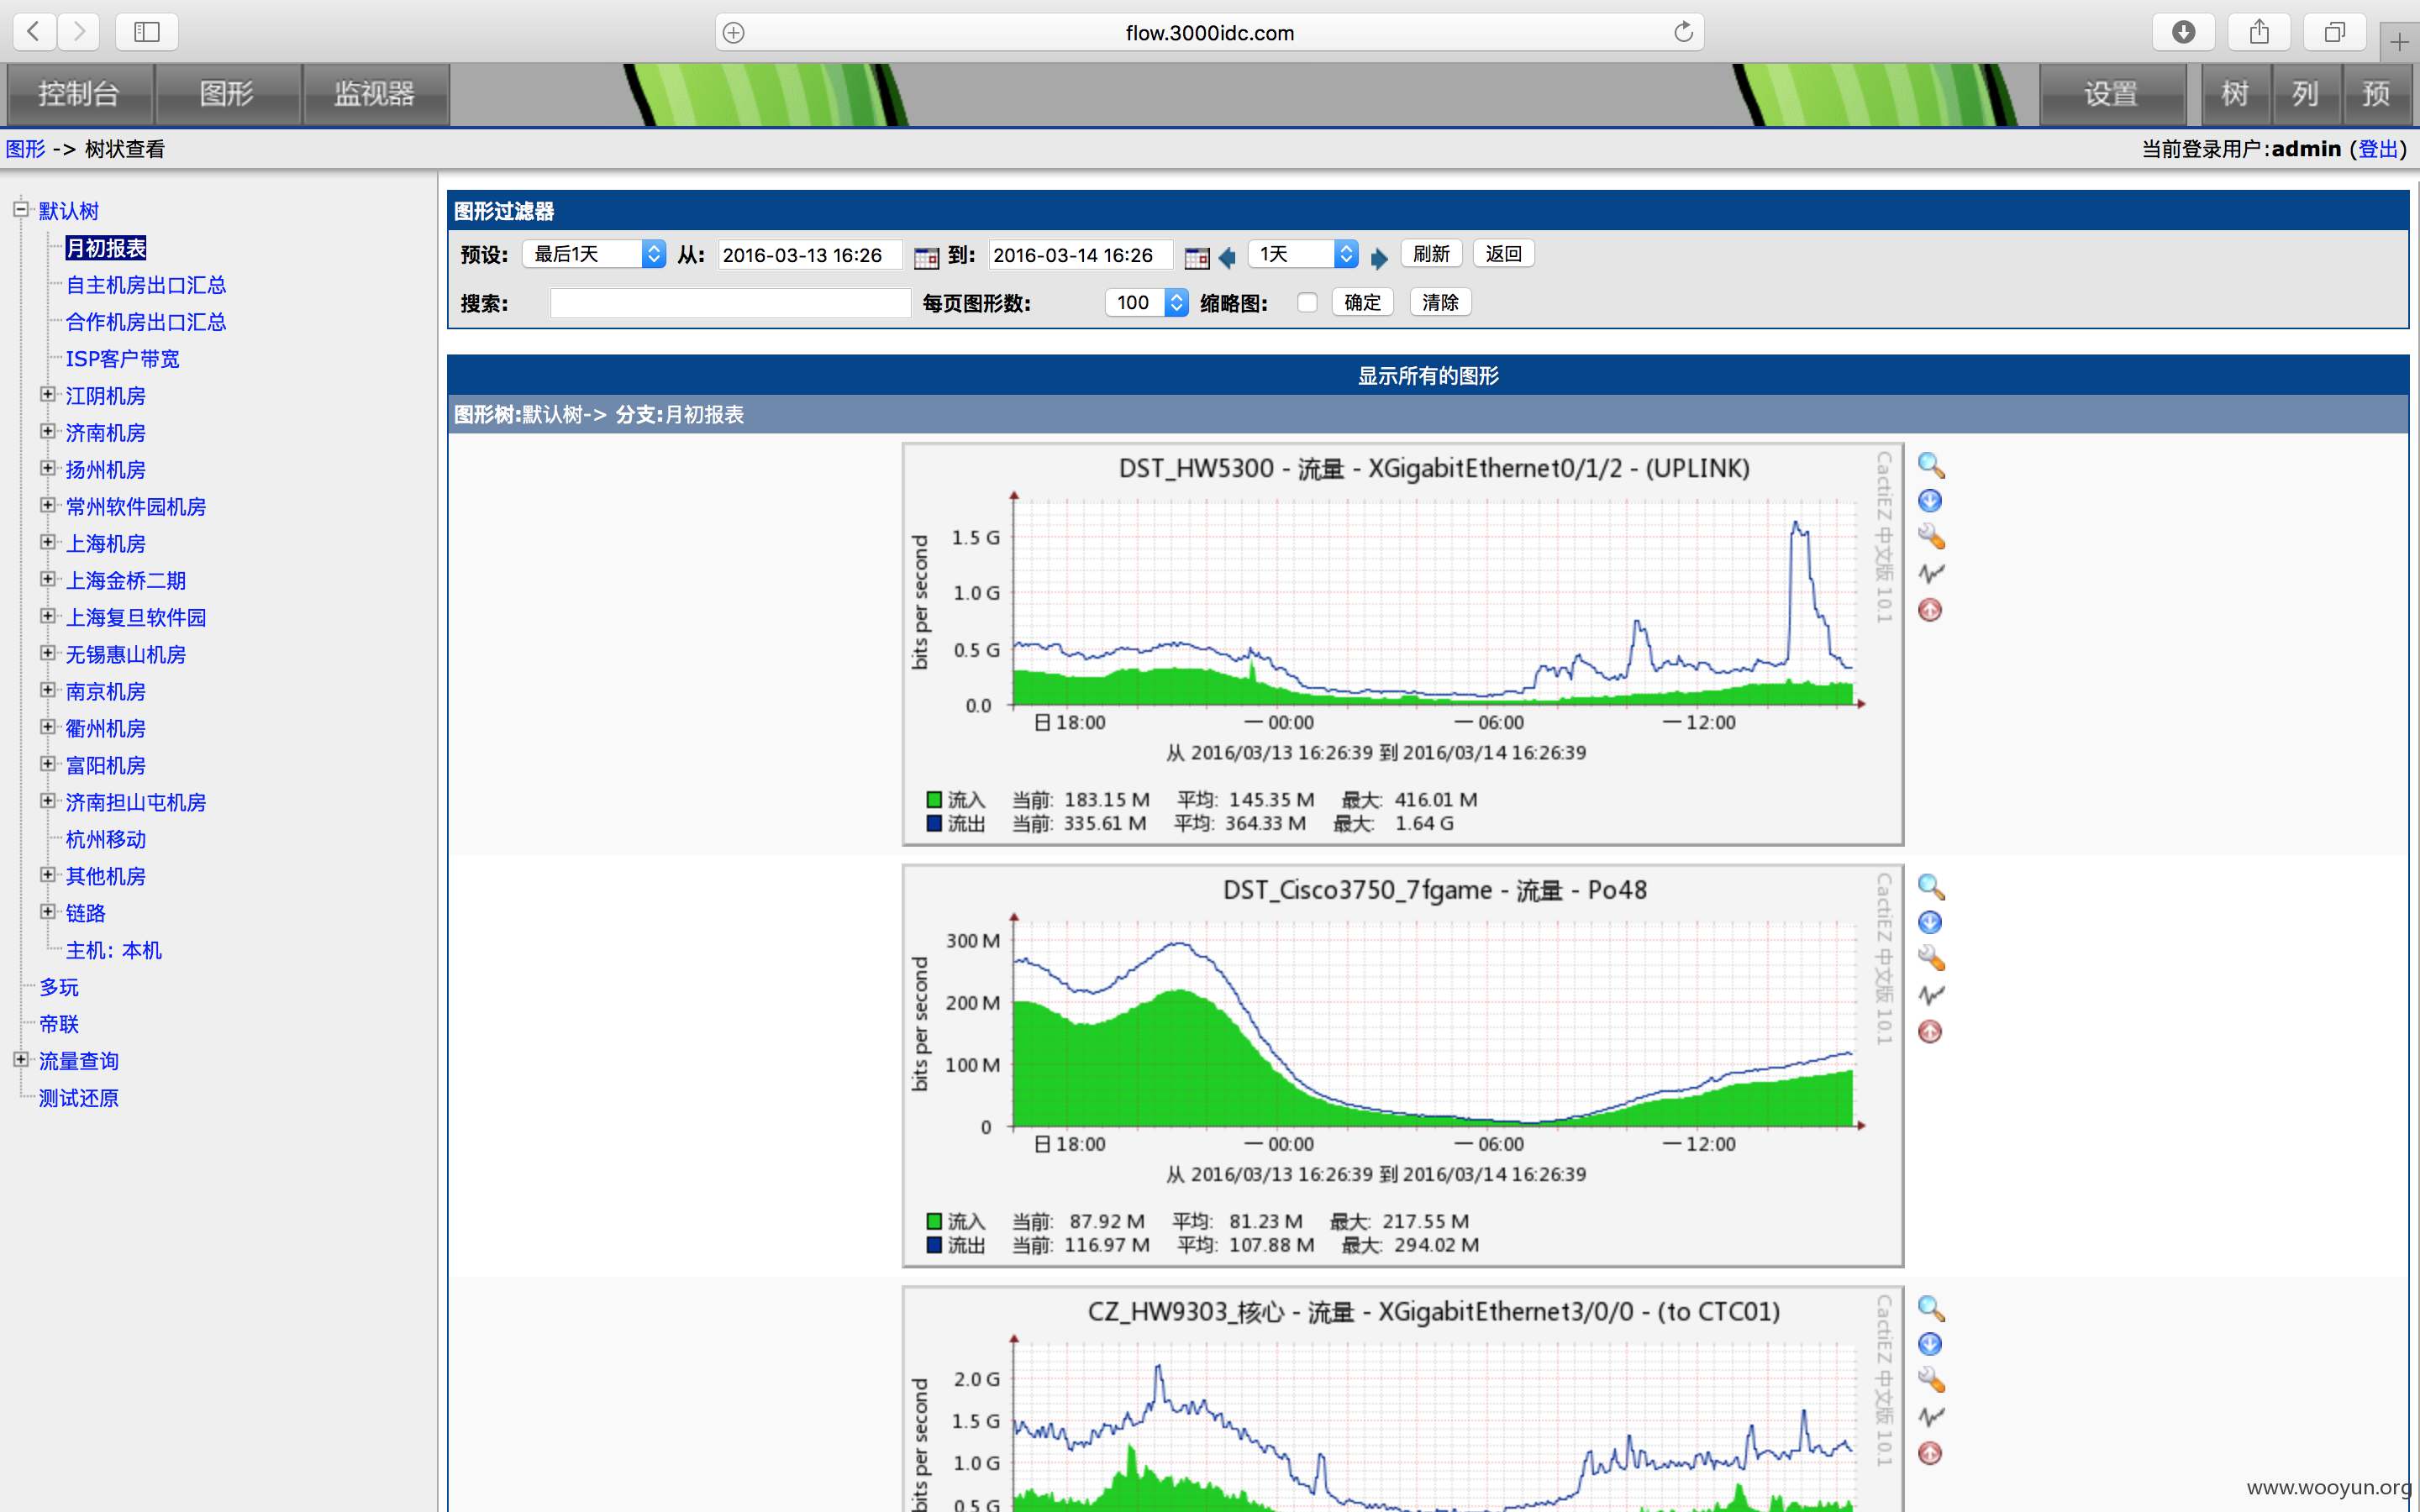 flow.3000idc.com
控制台 图形 监视器 设置 树 列 预
图形 -> 树状查看 当前登录用户:admin (登出)
默认树
月初报表
自主机房出口汇总
合作机房出口汇总
ISP客户带宽
江阴机房
济南机房
扬州机房
常州软件园机房
上海机房
上海金桥二期
上海复旦软件园
无锡惠山机房
南京机房
衢州机房
富阳机房
济南担山屯机房
杭州移动
其他机房
链路
主机: 本机
多玩
帝联
流量查询
测试还原
图形过滤器
预设: 最后1天 从: 2016-03-13 16:26 到: 2016-03-14 16:26 1天 刷新 返回
搜索: 每页图形数: 100 缩略图: 确定 清除
显示所有的图形
图形树:默认树-> 分支:月初报表
DST_HW5300 - 流量 - XGigabitEthernet0/1/2 - (UPLINK)
CactiEZ 中文版 10.1
bits per second
1.5 G
1.0 G
0.5 G
0.0
日 18:00 一 00:00 一 06:00 一 12:00
从 2016/03/13 16:26:39 到 2016/03/14 16:26:39
流入 当前: 183.15 M 平均: 145.35 M 最大: 416.01 M
流出 当前: 335.61 M 平均: 364.33 M 最大: 1.64 G
DST_Cisco3750_7fgame - 流量 - Po48
CactiEZ 中文版 10.1
bits per second
300 M
200 M
100 M
0
日 18:00 一 00:00 一 06:00 一 12:00
从 2016/03/13 16:26:39 到 2016/03/14 16:26:39
流入 当前: 87.92 M 平均: 81.23 M 最大: 217.55 M
流出 当前: 116.97 M 平均: 107.88 M 最大: 294.02 M
CZ_HW9303_核心 - 流量 - XGigabitEthernet3/0/0 - (to CTC01)
CactiEZ 中文版 10.1
bits per second
2.0 G
1.5 G
1.0 G
0.5 G
www.wooyun.org